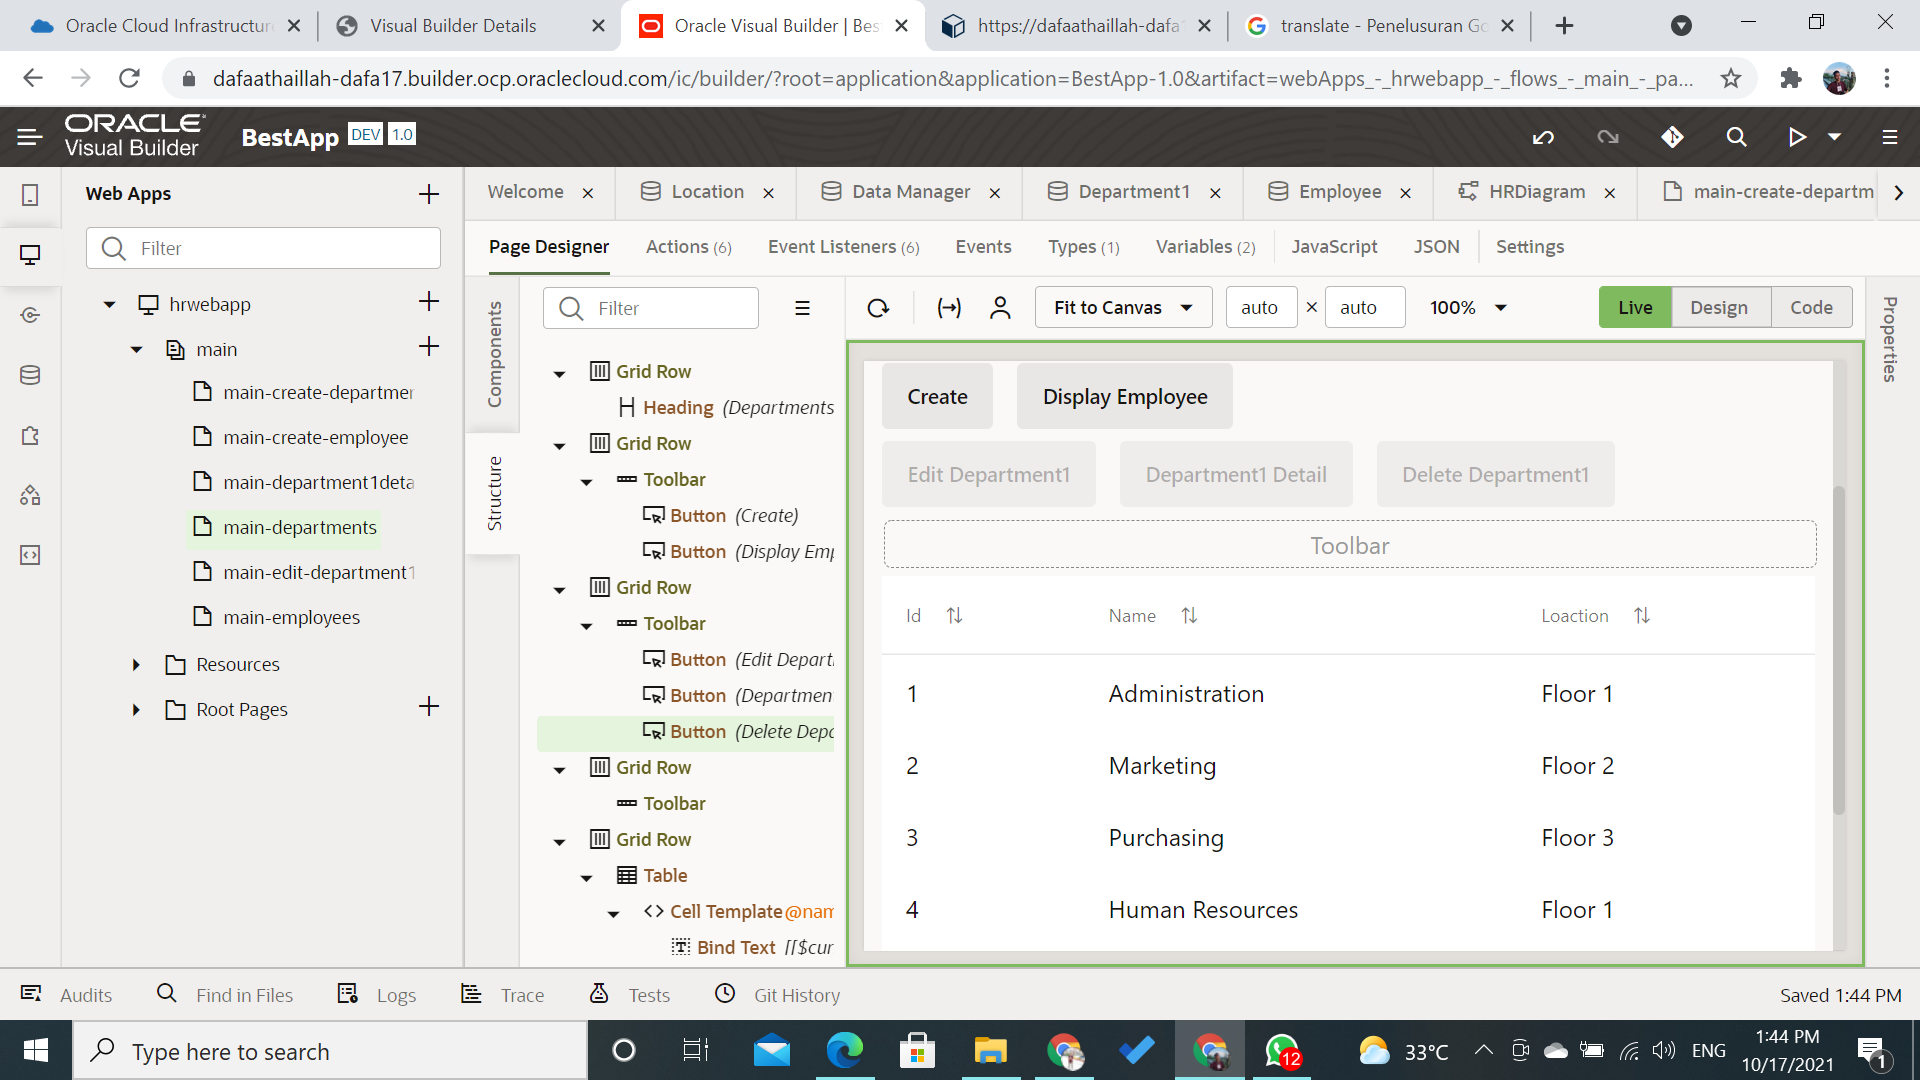 Oracle Cloud Infrastructure
Visual Builder Details
Oracle Visual Builder | Bes
https://dafaathaillah-dafa1
translate - Penelusuran Go
dafaathaillah-dafa17.builder.ocp.oraclecloud.com/ic/builder/?root=application&application=BestApp-1.0&artifact=webApps_-_hrwebapp_-_flows_-_main_-_pa...
ORACLE
Visual Builder
BestApp DEV 1.0
Web Apps
Welcome
Location
Data Manager
Department1
Employee
HRDiagram
main-create-departm
Filter
Page Designer
Actions (6)
Event Listeners (6)
Events
Types (1)
Variables (2)
JavaScript
JSON
Settings
hrwebapp
main
main-create-departmen
main-create-employee
main-department1deta
main-departments
main-edit-department1
main-employees
Resources
Root Pages
Components
Structure
Filter
Grid Row
Heading (Departments
Grid Row
Toolbar
Button (Create)
Button (Display Emp
Grid Row
Toolbar
Button (Edit Depart
Button (Departmen
Button (Delete Depa
Grid Row
Toolbar
Grid Row
Table
Cell Template @nam
Bind Text [[$cur
Fit to Canvas
auto × auto
100%
Live
Design
Code
Properties
Create
Display Employee
Edit Department1
Department1 Detail
Delete Department1
Toolbar
Id Name Loaction
1 Administration Floor 1
2 Marketing Floor 2
3 Purchasing Floor 3
4 Human Resources Floor 1
Audits
Find in Files
Logs
Trace
Tests
Git History
Saved 1:44 PM
Type here to search
12
33°C
ENG
1:44 PM
10/17/2021
1